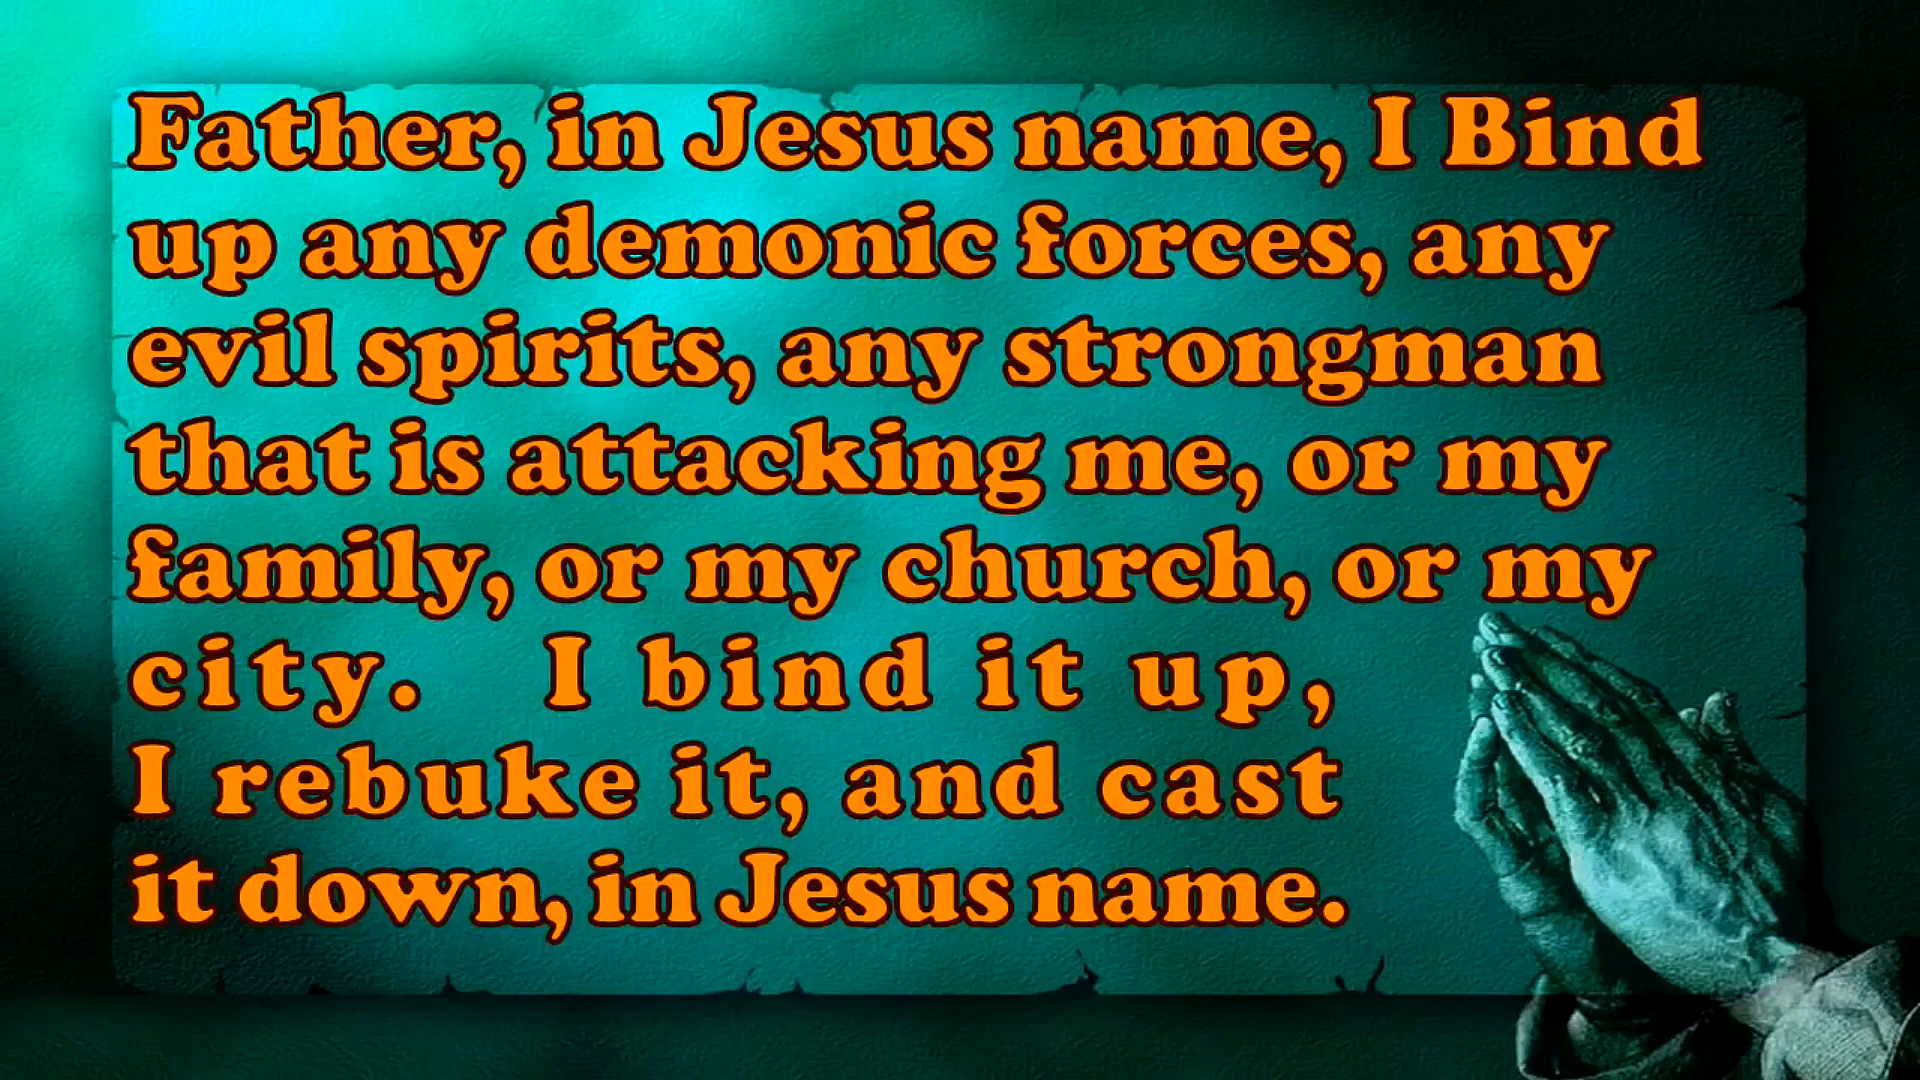 Father, in Jesus name, I Bind
up any demonic forces, any
evil spirits, any strongman
that is attacking me, or my
family, or my church, or my
city. I bind it up,
I rebuke it, and cast
it down, in Jesus name.